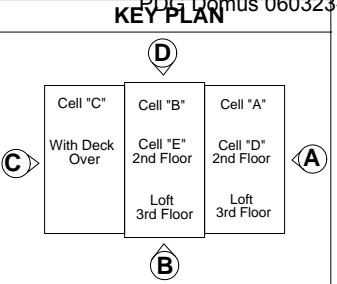 PDG Domus 060323
KEY PLAN
D
Cell "C"
Cell "B"
Cell "A"
With Deck
Over
Cell "E"
2nd Floor
Cell "D"
2nd Floor
C
A
Loft
3rd Floor
Loft
3rd Floor
B